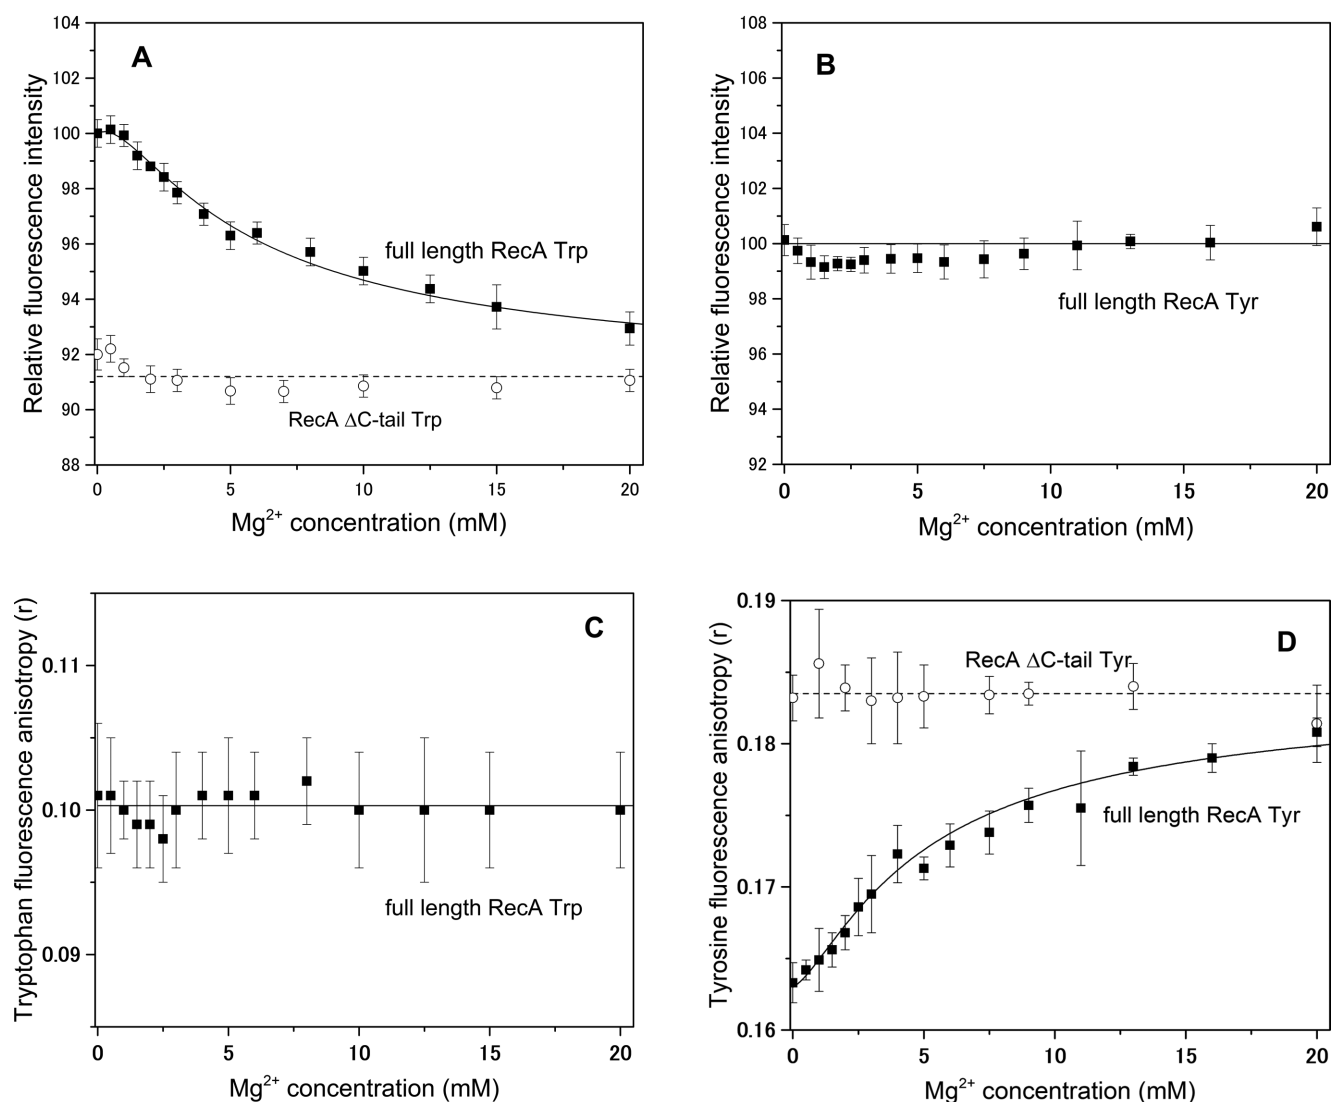 A
Relative fluorescence intensity
104
102
100
98
96
94
92
90
88
full length RecA Trp
RecA ΔC-tail Trp
0 5 10 15 20
Mg²⁺ concentration (mM)
B
Relative fluorescence intensity
108
106
104
102
100
98
96
94
92
full length RecA Tyr
0 5 10 15 20
Mg²⁺ concentration (mM)
C
Tryptophan fluorescence anisotropy (r)
0.11
0.10
0.09
full length RecA Trp
0 5 10 15 20
Mg²⁺ concentration (mM)
D
Tyrosine fluorescence anisotropy (r)
0.19
0.18
0.17
0.16
RecA ΔC-tail Tyr
full length RecA Tyr
0 5 10 15 20
Mg²⁺ concentration (mM)